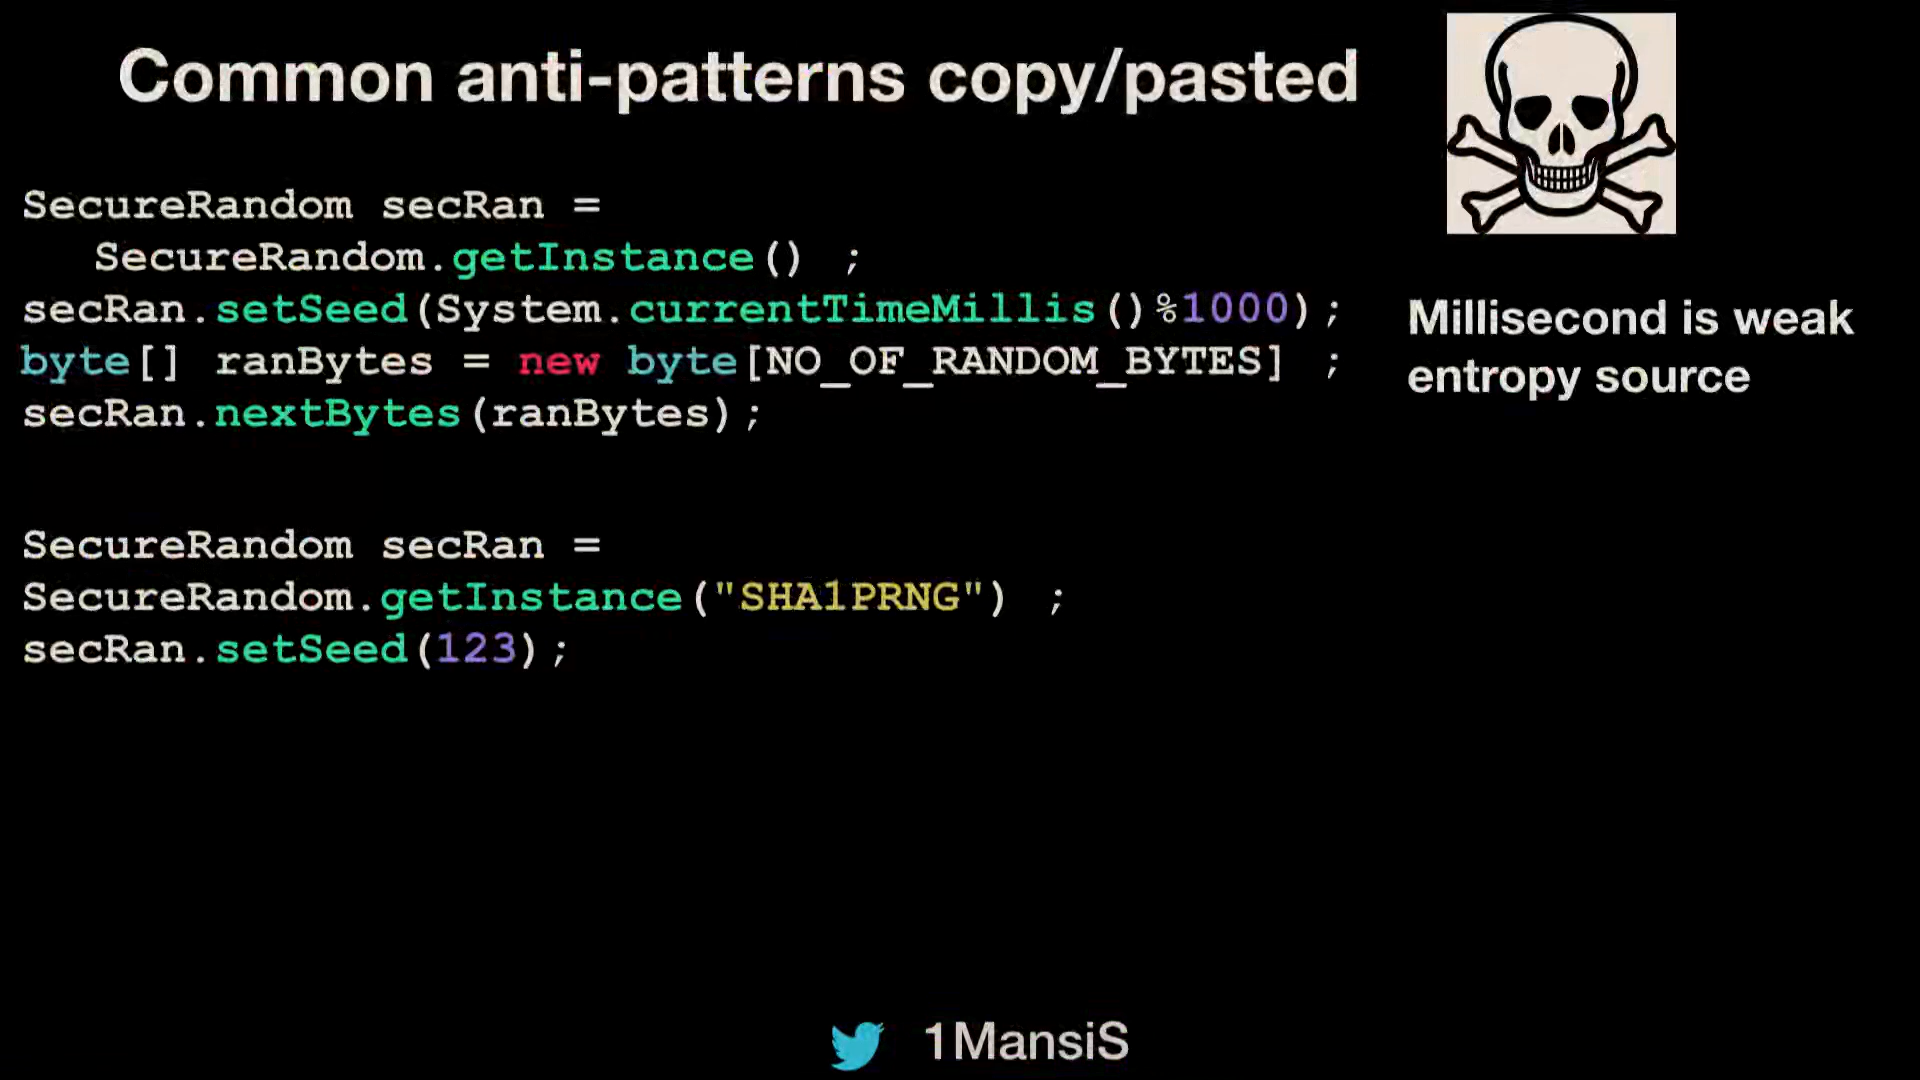 Common anti-patterns copy/pasted
SecureRandom secRan =
SecureRandom.getInstance() ;
secRan.setSeed(System.currentTimeMillis()%1000);
byte[] ranBytes = new byte[NO_OF_RANDOM_BYTES] ;
secRan.nextBytes(ranBytes);
Millisecond is weak
entropy source
SecureRandom secRan =
SecureRandom.getInstance("SHA1PRNG") ;
secRan.setSeed(123);
1MansiS